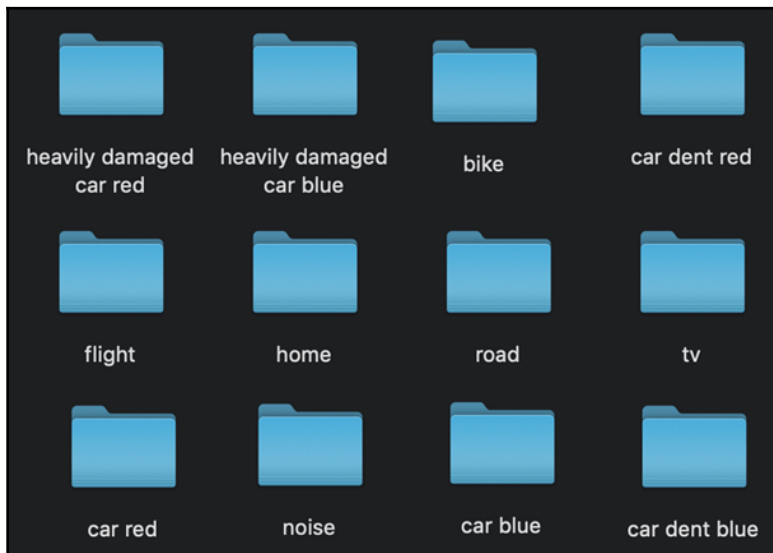 heavily damaged
car red
heavily damaged
car blue
bike
car dent red
flight
home
road
tv
car red
noise
car blue
car dent blue